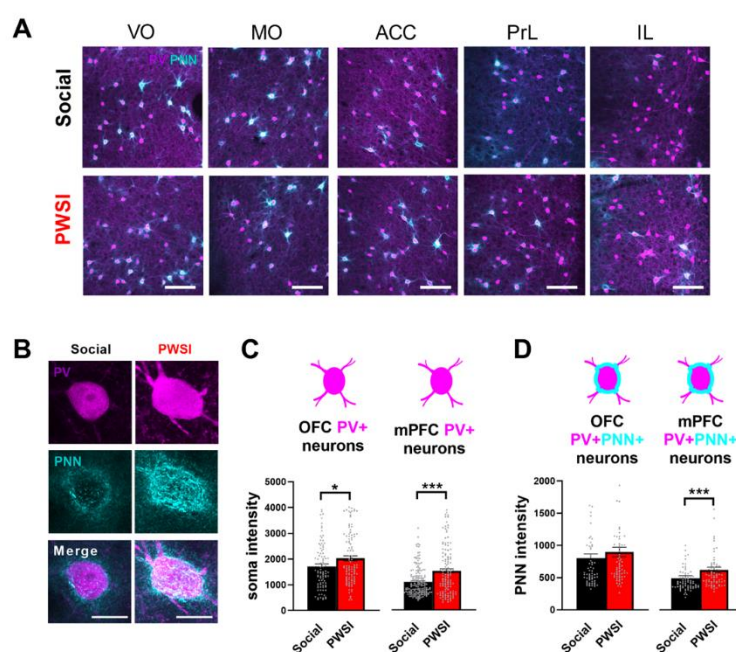 A
VO MO ACC PrL IL
Social
PV PNN
PWSI
B
Social PWSI
PV
PNN
Merge
C
OFC PV+ neurons
mPFC PV+ neurons
soma intensity
5000
4000
3000
2000
1000
0
*
***
Social PWSI Social PWSI
D
OFC PV+PNN+ neurons
mPFC PV+PNN+ neurons
PNN intensity
2000
1500
1000
500
0
***
Social PWSI Social PWSI